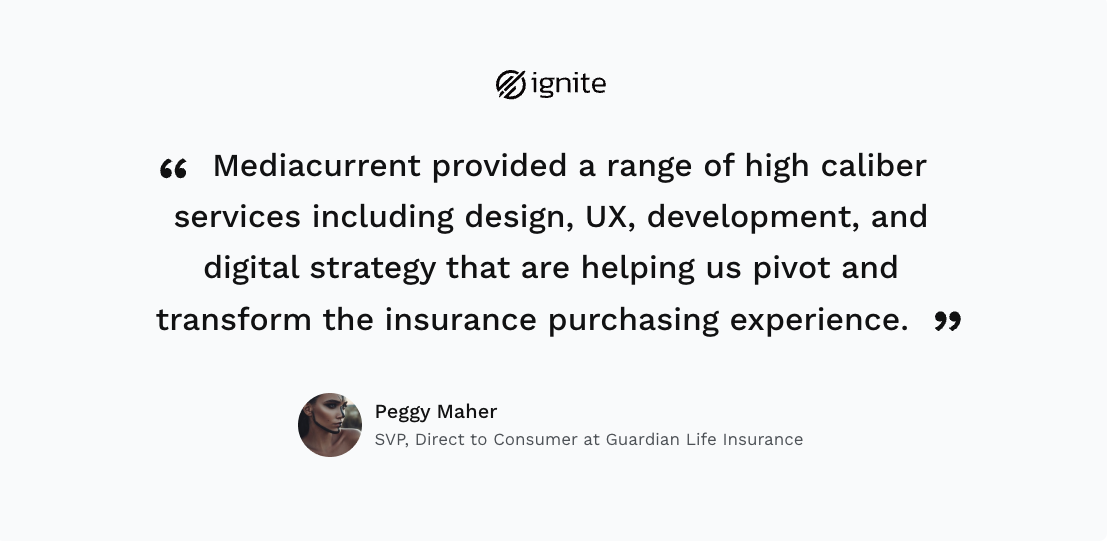 ignite
“ Mediacurrent provided a range of high caliber
services including design, UX, development, and
digital strategy that are helping us pivot and
transform the insurance purchasing experience. ”
Peggy Maher
SVP, Direct to Consumer at Guardian Life Insurance